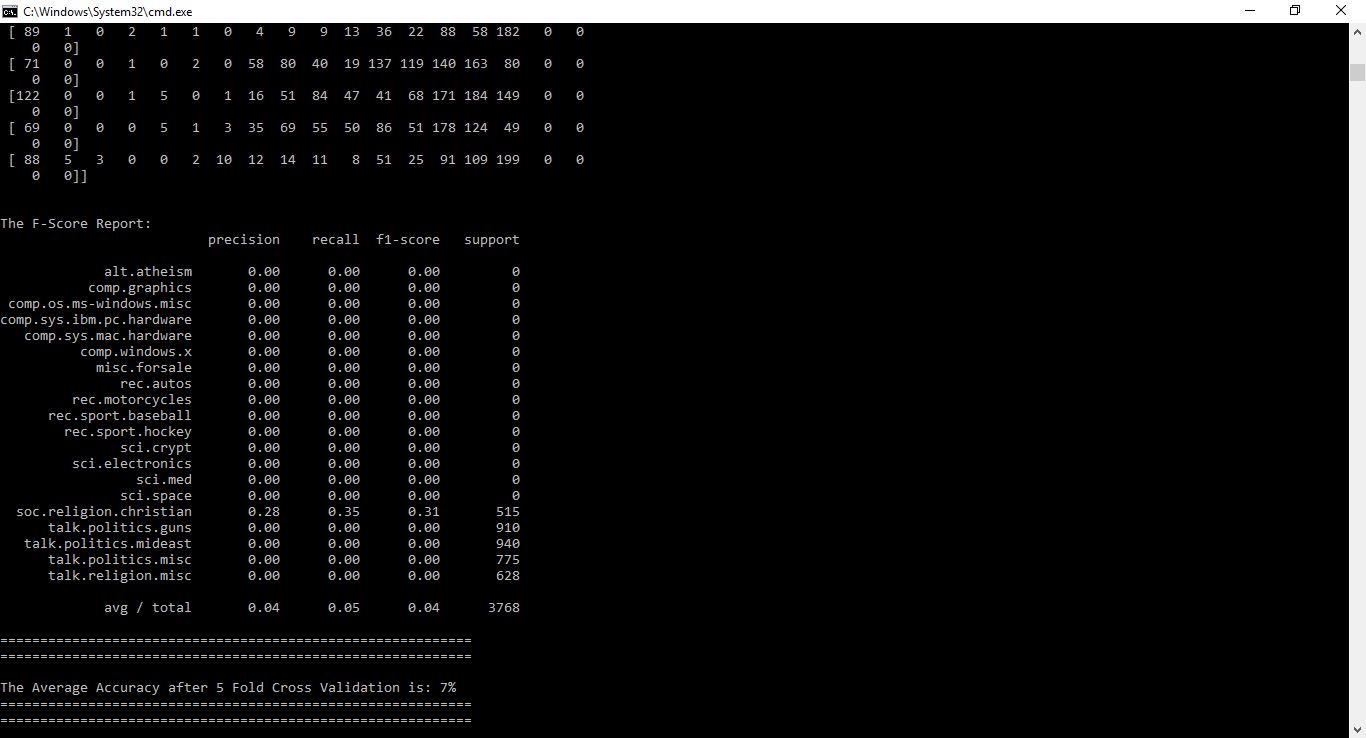 C:\Windows\System32\cmd.exe
[ 89   1   0   2   1   1   0   4   9   9  13  36  22  88  58 182   0   0
    0   0]
[ 71   0   0   1   0   2   0  58  80  40  19 137 119 140 163  80   0   0
    0   0]
[122   0   0   1   5   0   1  16  51  84  47  41  68 171 184 149   0   0
    0   0]
[ 69   0   0   0   5   1   3  35  69  55  50  86  51 178 124  49   0   0
    0   0]
[ 88   5   3   0   0   2  10  12  14  11   8  51  25  91 109 199   0   0
    0   0]]
The F-Score Report:
precision    recall  f1-score   support
alt.atheism       0.00      0.00      0.00         0
comp.graphics       0.00      0.00      0.00         0
comp.os.ms-windows.misc       0.00      0.00      0.00         0
comp.sys.ibm.pc.hardware       0.00      0.00      0.00         0
comp.sys.mac.hardware       0.00      0.00      0.00         0
comp.windows.x       0.00      0.00      0.00         0
misc.forsale       0.00      0.00      0.00         0
rec.autos       0.00      0.00      0.00         0
rec.motorcycles       0.00      0.00      0.00         0
rec.sport.baseball       0.00      0.00      0.00         0
rec.sport.hockey       0.00      0.00      0.00         0
sci.crypt       0.00      0.00      0.00         0
sci.electronics       0.00      0.00      0.00         0
sci.med       0.00      0.00      0.00         0
sci.space       0.00      0.00      0.00         0
soc.religion.christian       0.28      0.35      0.31       515
talk.politics.guns       0.00      0.00      0.00       910
talk.politics.mideast       0.00      0.00      0.00       940
talk.politics.misc       0.00      0.00      0.00       775
talk.religion.misc       0.00      0.00      0.00       628
avg / total       0.04      0.05      0.04      3768
===========================================================
===========================================================
The Average Accuracy after 5 Fold Cross Validation is: 7%
===========================================================
===========================================================